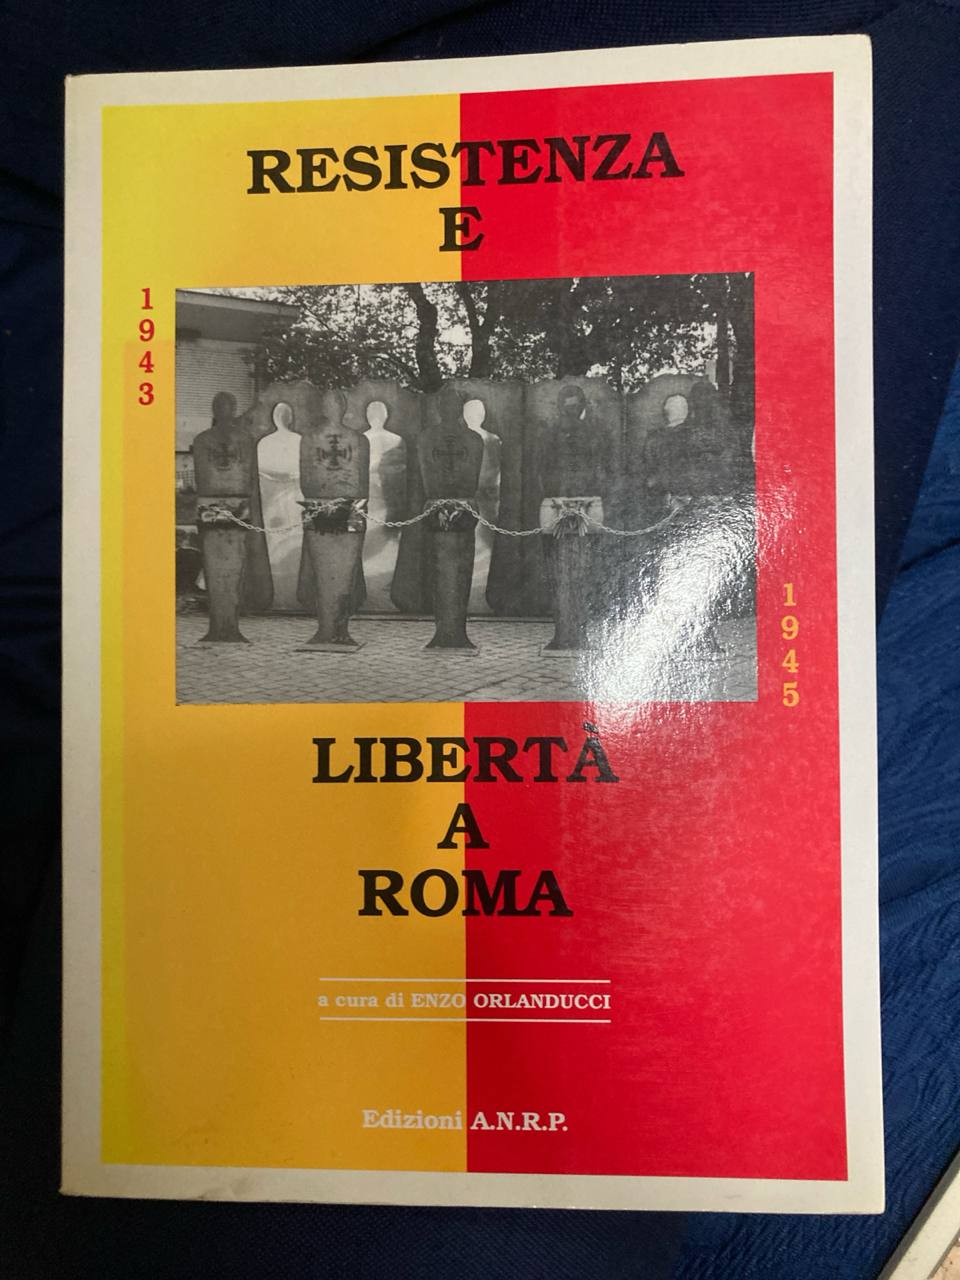 RESISTENZA
E
1943
1945
LIBERTÀ
A
ROMA
a cura di ENZO ORLANDUCCI
Edizioni A.N.R.P.